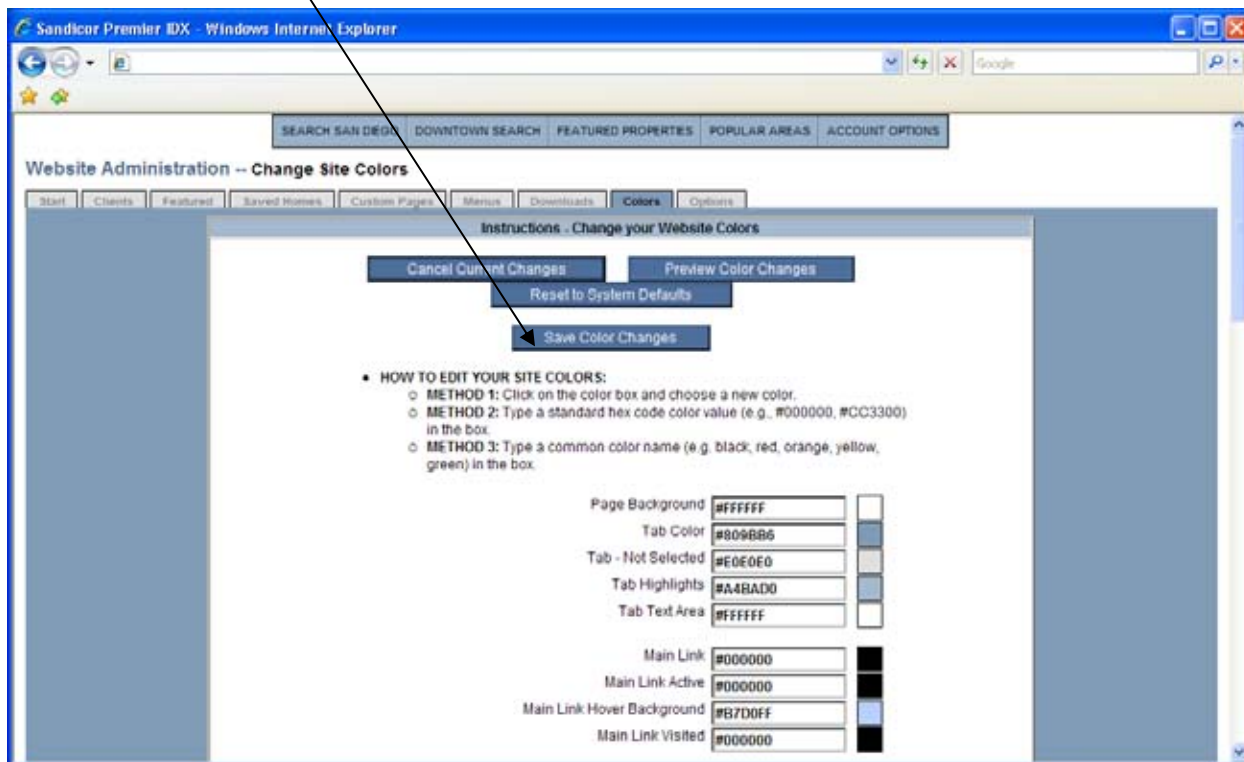 Sandicor Premier IDX - Windows Internet Explorer
Google
SEARCH SAN DIEGO DOWNTOWN SEARCH FEATURED PROPERTIES POPULAR AREAS ACCOUNT OPTIONS
Website Administration -- Change Site Colors
Start Clients Featured Saved Homes Custom Pages Menus Downloads Colors Options
Instructions - Change your Website Colors
Cancel Current Changes Preview Color Changes
Reset to System Defaults
Save Color Changes
• HOW TO EDIT YOUR SITE COLORS:
○ METHOD 1: Click on the color box and choose a new color.
○ METHOD 2: Type a standard hex code color value (e.g., #000000, #CC3300)
in the box.
○ METHOD 3: Type a common color name (e.g. black, red, orange, yellow,
green) in the box.
Page Background #FFFFFF
Tab Color #809BB6
Tab - Not Selected #E0E0E0
Tab Highlights #A4BAD0
Tab Text Area #FFFFFF
Main Link #000000
Main Link Active #000000
Main Link Hover Background #B7D0FF
Main Link Visited #000000